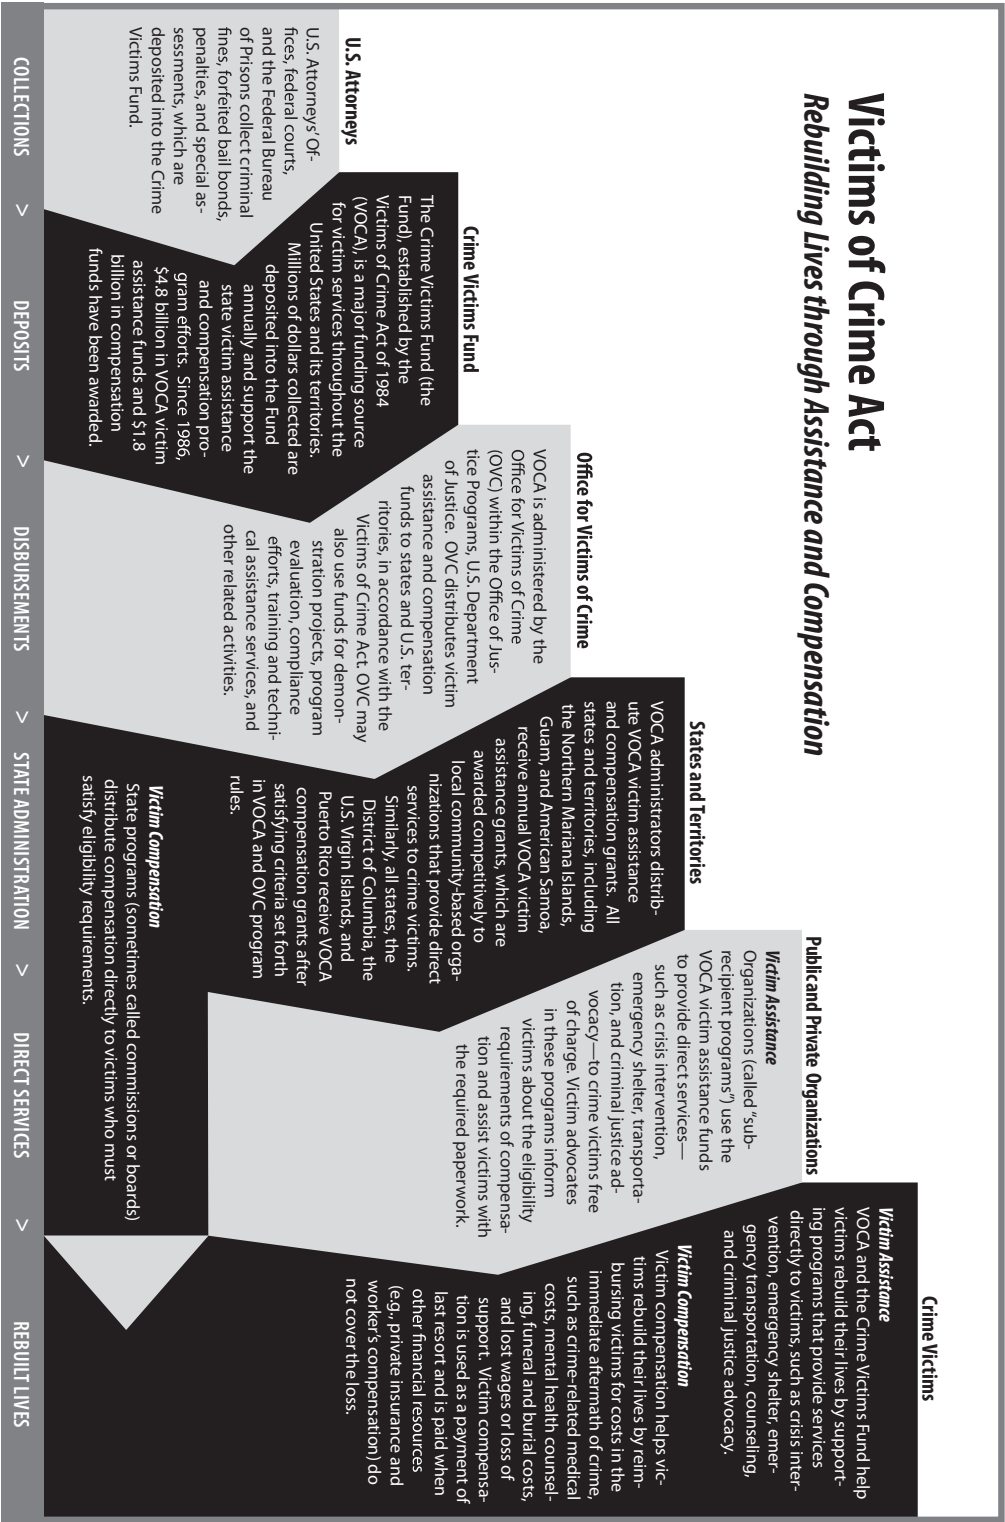 Victims of Crime Act
Rebuilding Lives through Assistance and Compensation
U.S. Attorneys
U.S. Attorneys’ Of-
fices, federal courts,
and the Federal Bureau
of Prisons collect criminal
fines, forfeited bail bonds,
penalties, and special as-
sessments, which are
deposited into the Crime
Victims Fund.
Crime Victims Fund
The Crime Victims Fund (the
Fund), established by the
Victims of Crime Act of 1984
(VOCA), is a major funding source
for victim services throughout the
United States and its territories.
Millions of dollars collected are
deposited into the Fund
annually and support the
state victim assistance
and compensation pro-
gram efforts. Since 1986,
$4.8 billion in VOCA victim
assistance funds and $1.8
billion in compensation
funds have been awarded.
Office for Victims of Crime
VOCA is administered by the
Office for Victims of Crime
(OVC) within the Office of Jus-
tice Programs, U.S. Department
of Justice. OVC distributes victim
assistance and compensation
funds to states and U.S. ter-
ritories, in accordance with the
Victims of Crime Act. OVC may
also use funds for demon-
stration projects, program
evaluation, compliance
efforts, training and techni-
cal assistance services, and
other related activities.
States and Territories
VOCA administrators distrib-
ute VOCA victim assistance
and compensation grants. All
states and territories, including
the Northern Mariana Islands,
Guam, and American Samoa,
receive annual VOCA victim
assistance grants, which are
awarded competitively to
local community-based orga-
nizations that provide direct
services to crime victims.
Similarly, all states, the
District of Columbia, the
U.S. Virgin Islands, and
Puerto Rico receive VOCA
compensation grants after
satisfying criteria set forth
in VOCA and OVC program
rules.
Victim Compensation
State programs (sometimes called commissions or boards)
distribute compensation directly to victims who must
satisfy eligibility requirements.
Public and Private Organizations
Victim Assistance
Organizations (called “sub-
recipient programs”) use the
VOCA victim assistance funds
to provide direct services—
such as crisis intervention,
emergency shelter, transporta-
tion, and criminal justice ad-
vocacy—to crime victims free
of charge. Victim advocates
in these programs inform
victims about the eligibility
requirements of compensa-
tion and assist victims with
the required paperwork.
Crime Victims
Victim Assistance
VOCA and the Crime Victims Fund help
victims rebuild their lives by support-
ing programs that provide services
directly to victims, such as crisis inter-
vention, emergency shelter, emer-
gency transportation, counseling,
and criminal justice advocacy.
Victim Compensation
Victim compensation helps vic-
tims rebuild their lives by reim-
bursing victims for costs in the
immediate aftermath of crime,
such as crime-related medical
costs, mental health counsel-
ing, funeral and burial costs,
and lost wages or loss of
support. Victim compensa-
tion is used as a payment of
last resort and is paid when
other financial resources
(e.g., private insurance and
worker’s compensation) do
not cover the loss.
COLLECTIONS > DEPOSITS > DISBURSEMENTS > STATE ADMINISTRATION > DIRECT SERVICES > REBUILT LIVES